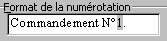 Format de la numérotation
Commandement N°1.